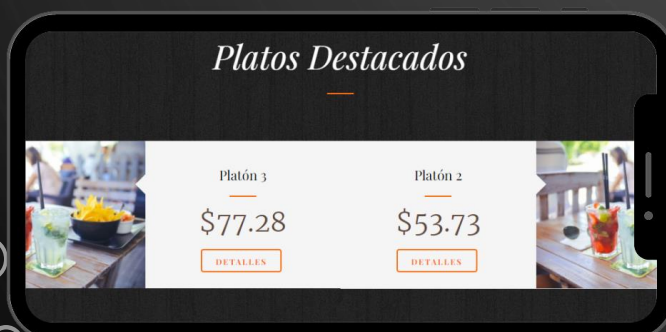 Platos Destacados
Platón 3
$77.28
DETALLES
Platón 2
$53.73
DETALLES